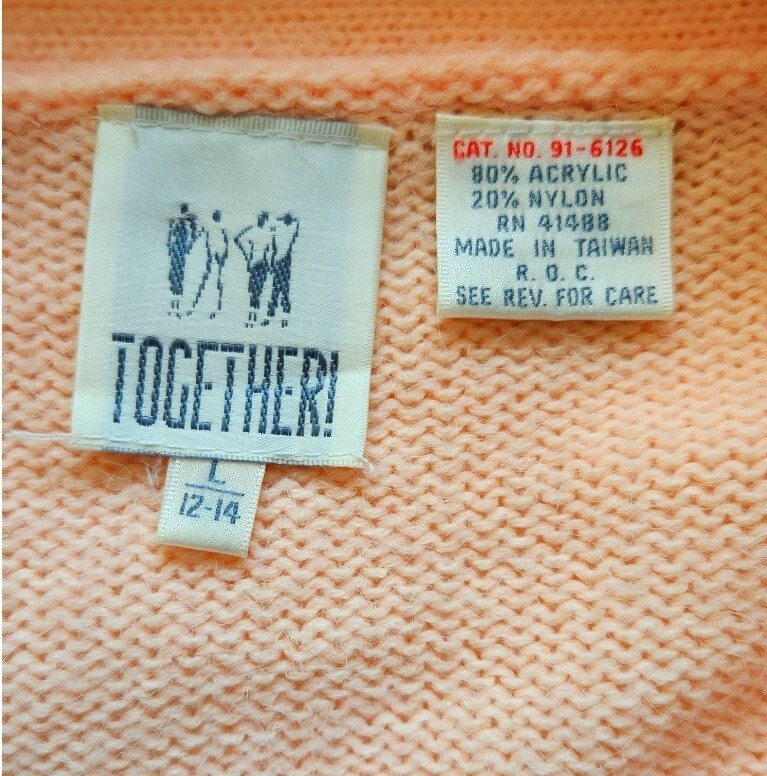 TOGETHER!
L
12-14
CAT. NO. 91-6126
80% ACRYLIC
20% NYLON
RN 41488
MADE IN TAIWAN
R. O. C.
SEE REV. FOR CARE